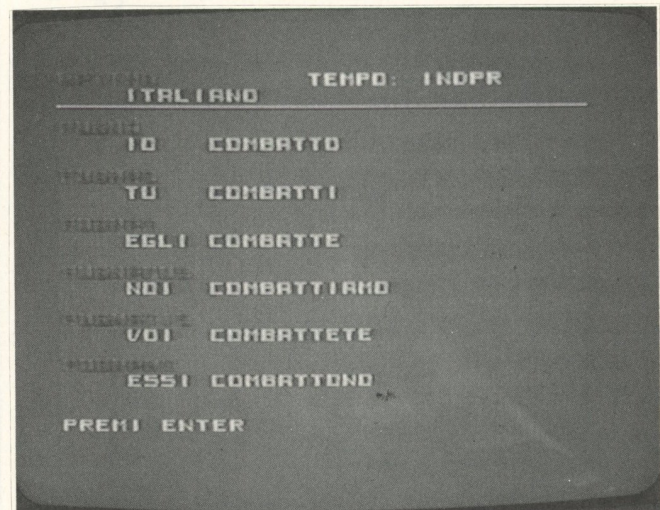 TEMPO: INDPR
ITALIANO
IO COMBATTO
TU COMBATTI
EGLI COMBATTE
NOI COMBATTIAMO
VOI COMBATTETE
ESSI COMBATTONO
PREMI ENTER